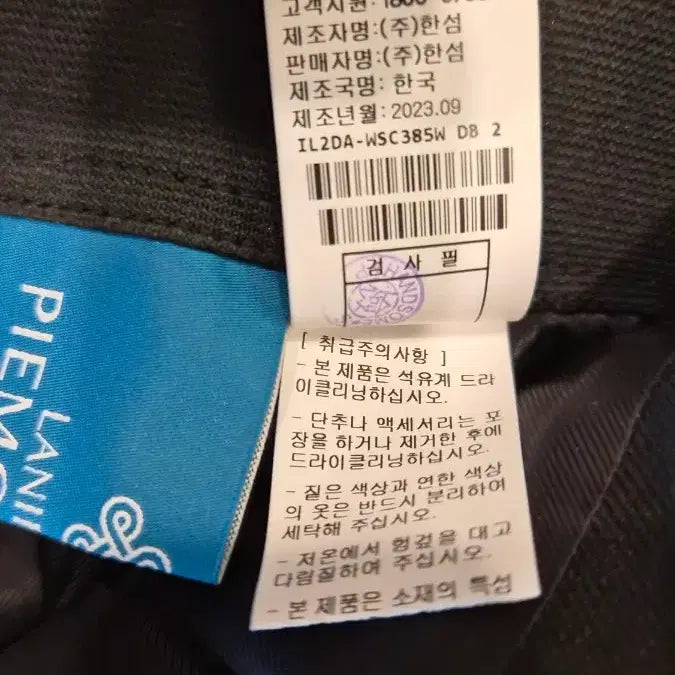 제조자명:(주)한섬
판매자명:(주)한섬
제조국명: 한국
제조년월: 2023.09
IL2DA-WSC385W DB 2
검 사 필
HANDSOME
[ 취급주의사항 ]
- 본 제품은 석유계 드라
이클리닝하십시오.
- 단추나 액세서리는 포
장을 하거나 제거한 후에
드라이클리닝하십시오.
- 짙은 색상과 연한 색상
의 옷은 반드시 분리하여
세탁해 주십시오.
- 저온에서 헝겊을 대고
다림질하여 주십시오.
- 본 제품은 소재의 특성
LANI
PIEM